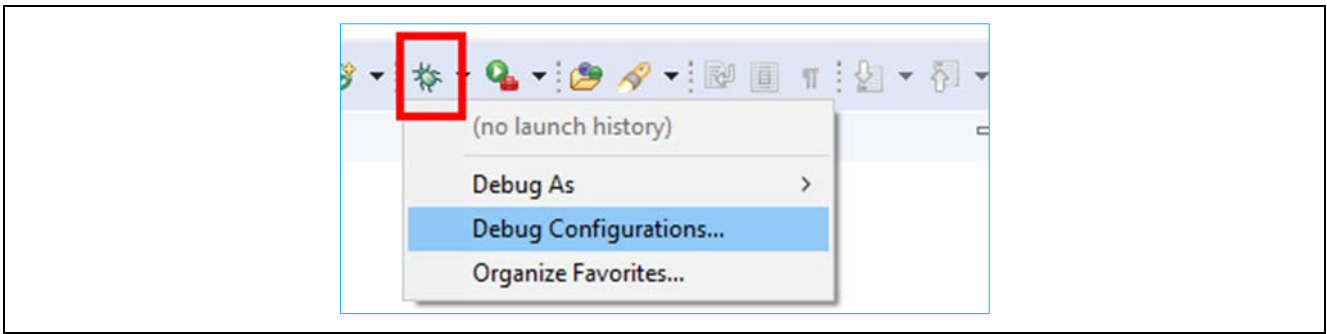 (no launch history)
Debug As
Debug Configurations...
Organize Favorites...